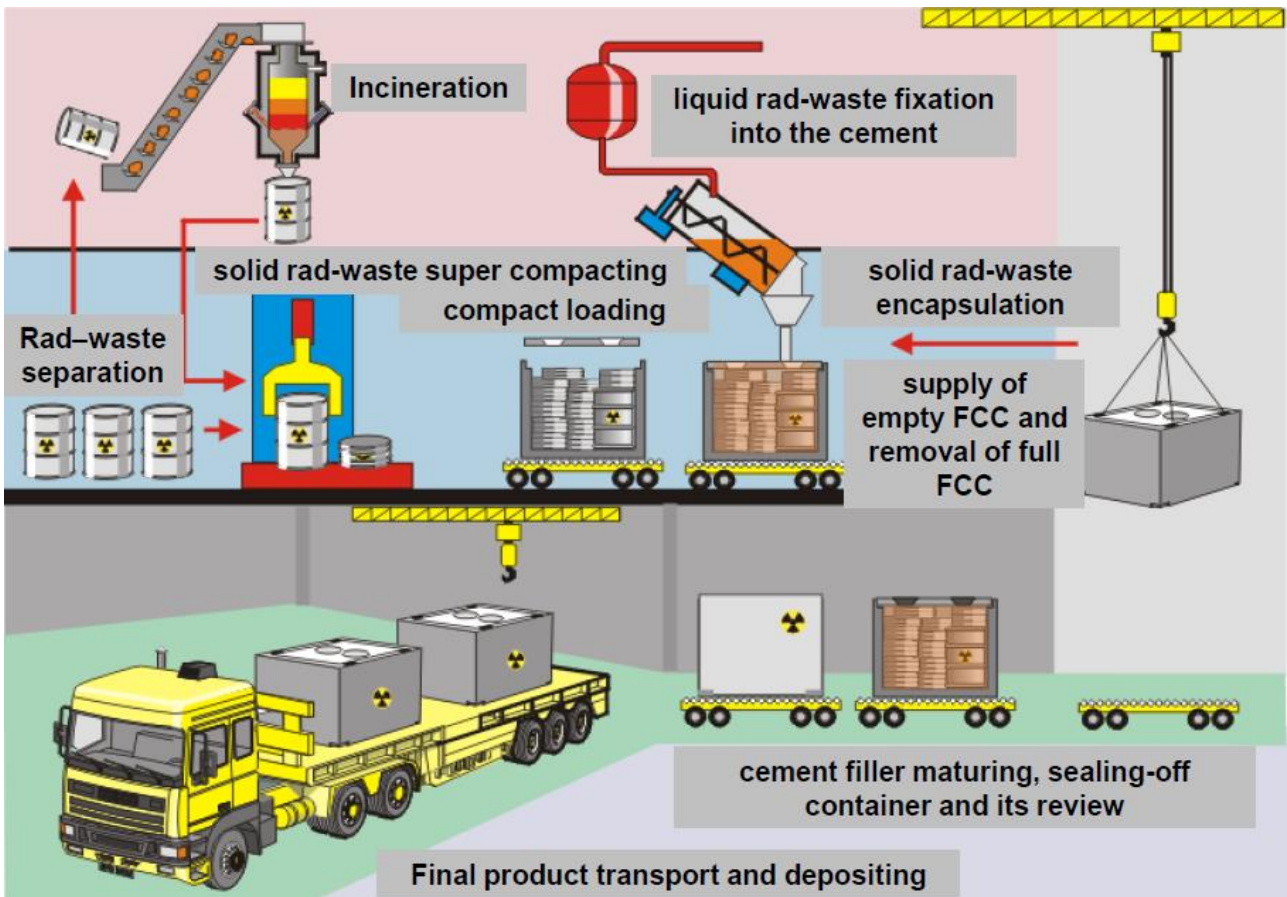 Incineration
liquid rad-waste fixation
into the cement
solid rad-waste super compacting
compact loading
solid rad-waste
encapsulation
Rad–waste
separation
supply of
empty FCC and
removal of full
FCC
cement filler maturing, sealing-off
container and its review
Final product transport and depositing